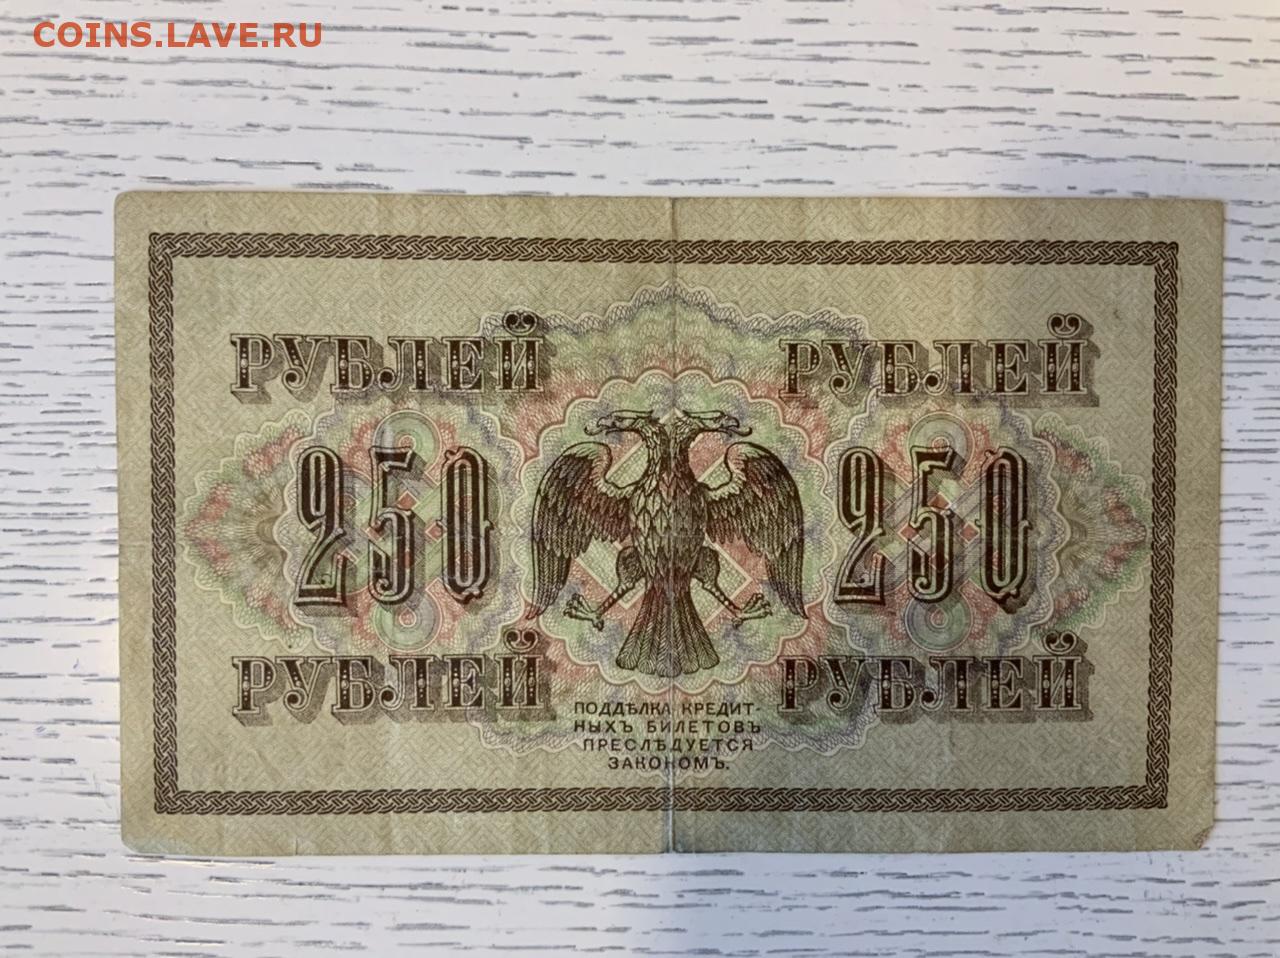 COINS.LAVE.RU
РУБЛЕЙ РУБЛЕЙ
250 250
РУБЛЕЙ РУБЛЕЙ
ПОДДѢЛКА КРЕДИТ-
НЫХЪ БИЛЕТОВЪ
ПРЕСЛѢДУЕТСЯ
ЗАКОНОМЪ.